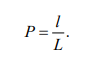 P = l/L.